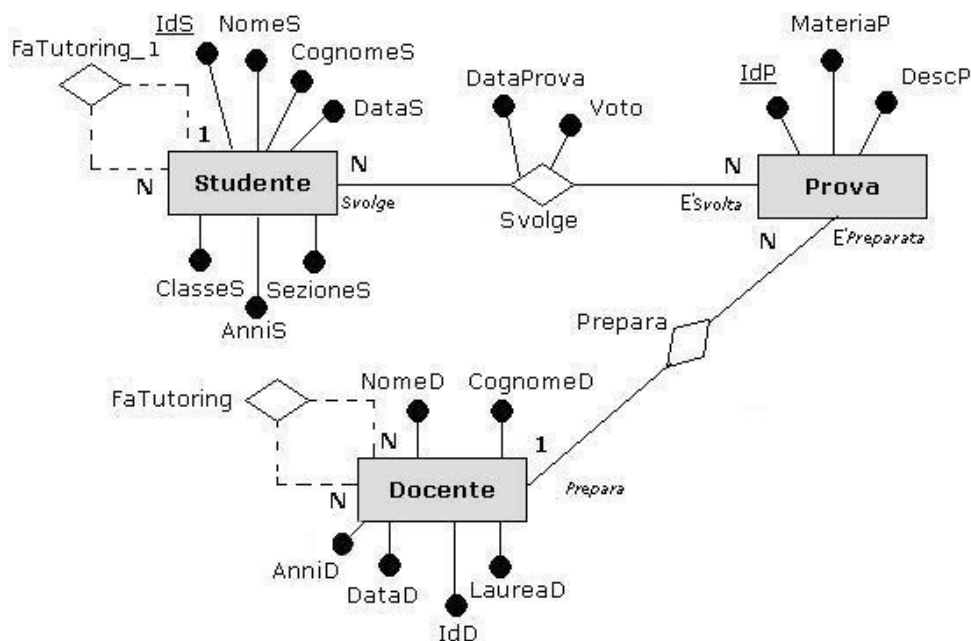 IdS
NomeS
FaTutoring_1
CognomeS
DataS
1
N
Studente
N
Svolge
ClasseS
SezioneS
AnniS
DataProva
Voto
Svolge
MateriaP
IdP
DescP
N
Prova
E'Svolta
N
E'Preparata
Prepara
NomeD
CognomeD
FaTutoring
N
1
N
Docente
Prepara
AnniD
DataD
LaureaD
IdD